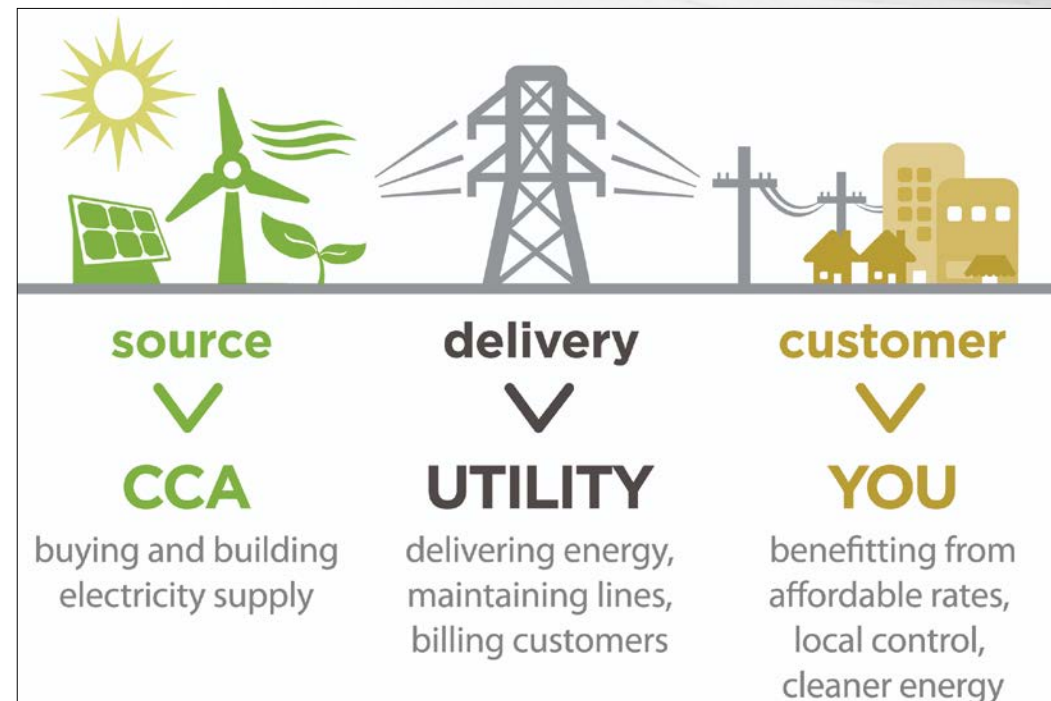 source
delivery
customer
CCA
UTILITY
YOU
buying and building
electricity supply
delivering energy,
maintaining lines,
billing customers
benefitting from
affordable rates,
local control,
cleaner energy